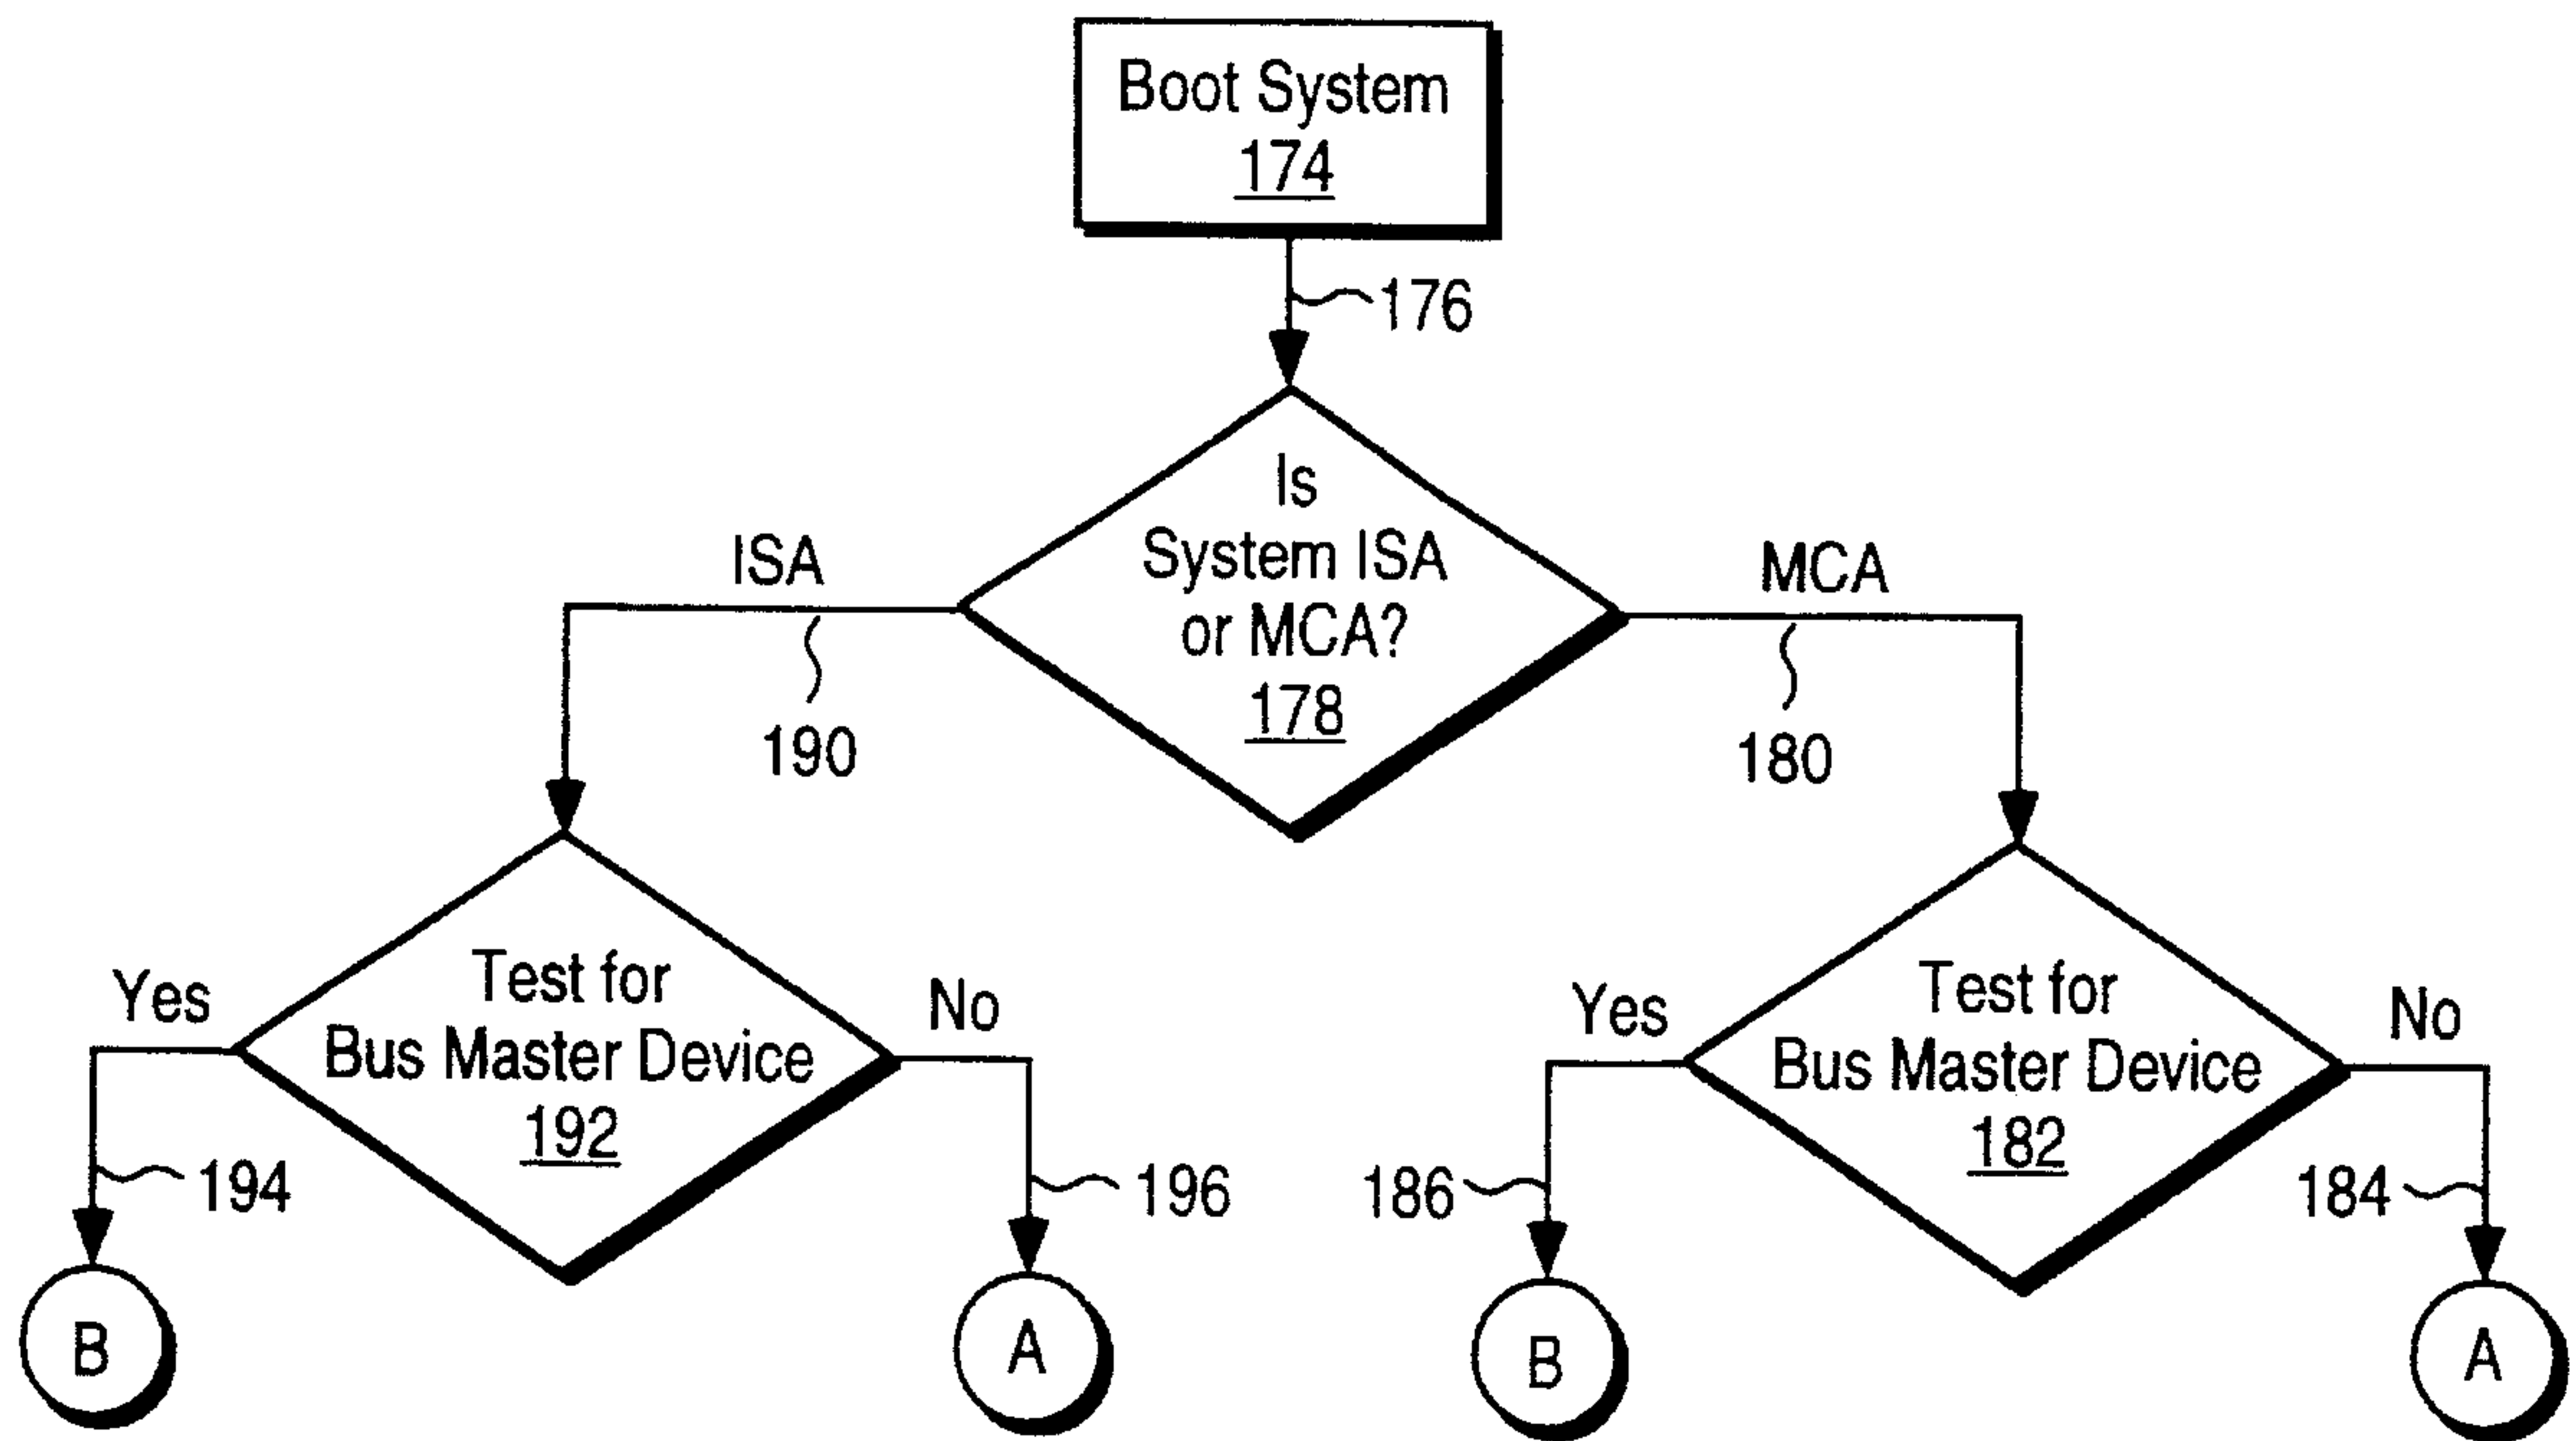 Boot System
174
176
Is
System ISA
or MCA?
178
ISA
190
MCA
180
Test for
Bus Master Device
192
Yes
194
No
196
Test for
Bus Master Device
182
Yes
186
No
184
B
A
B
A